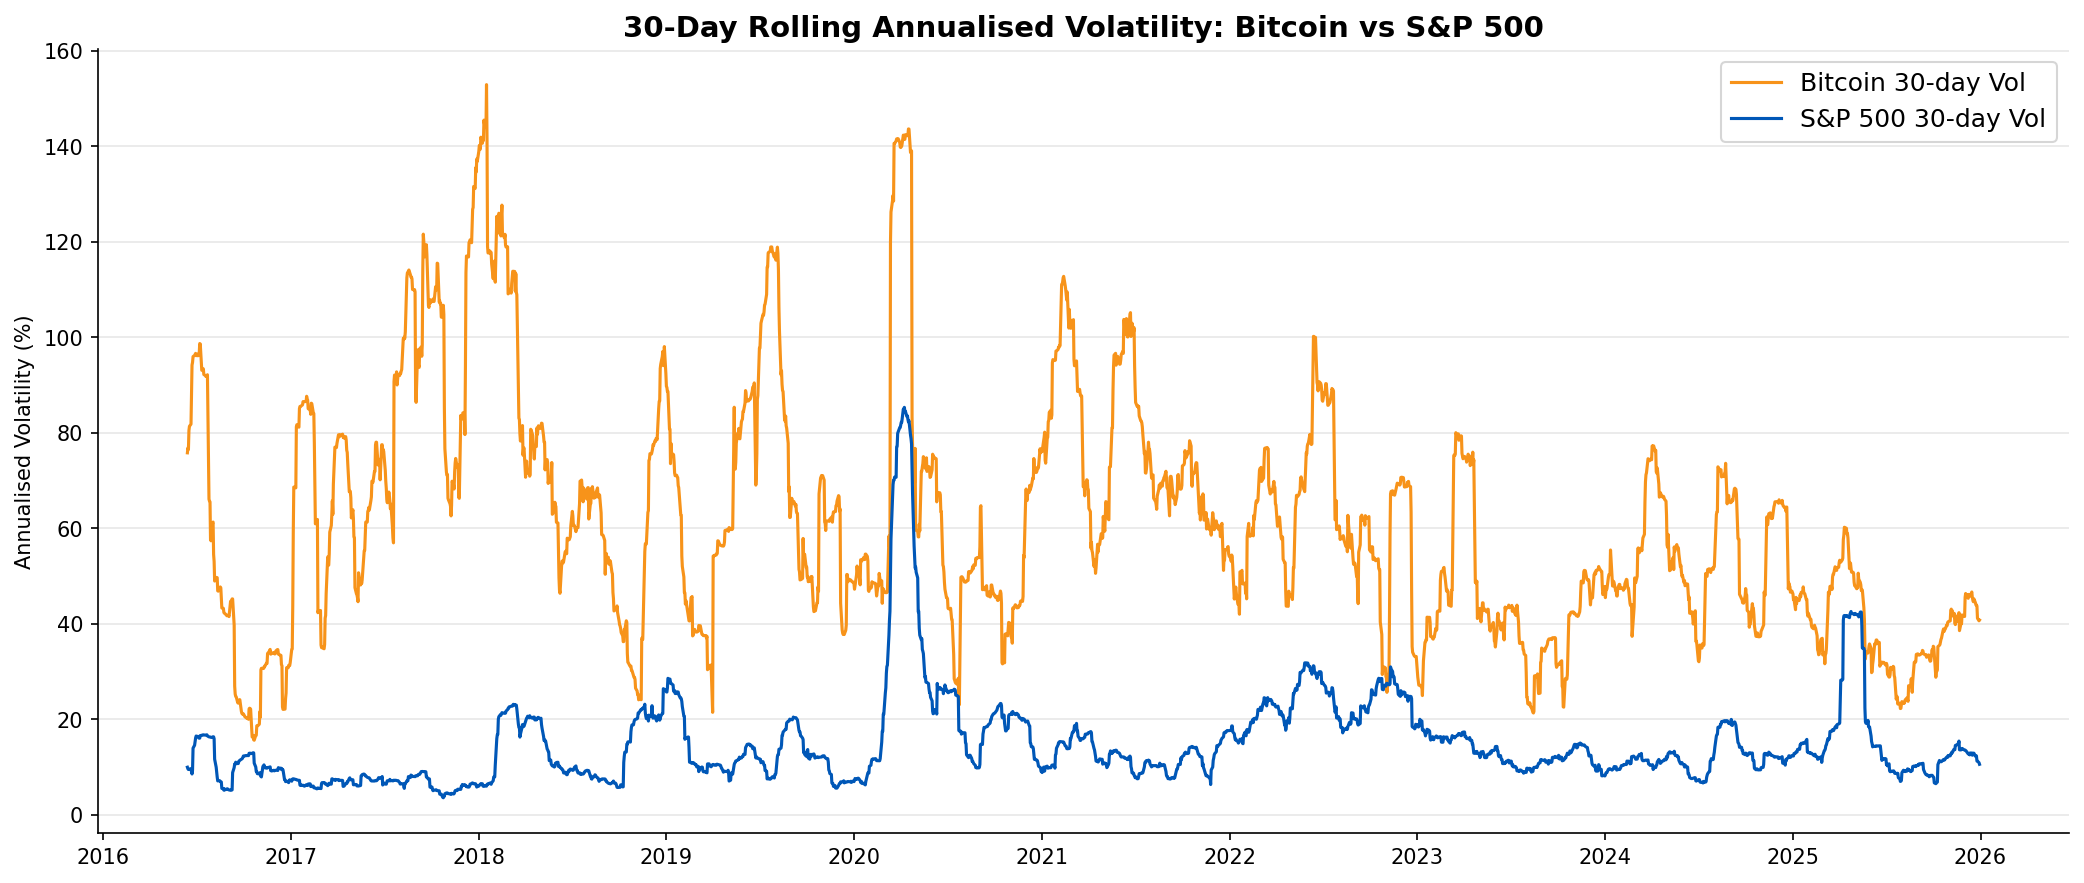 30-Day Rolling Annualised Volatility: Bitcoin vs S&P 500
Bitcoin 30-day Vol
S&P 500 30-day Vol
Annualised Volatility (%)
160
140
120
100
80
60
40
20
0
2016 2017 2018 2019 2020 2021 2022 2023 2024 2025 2026